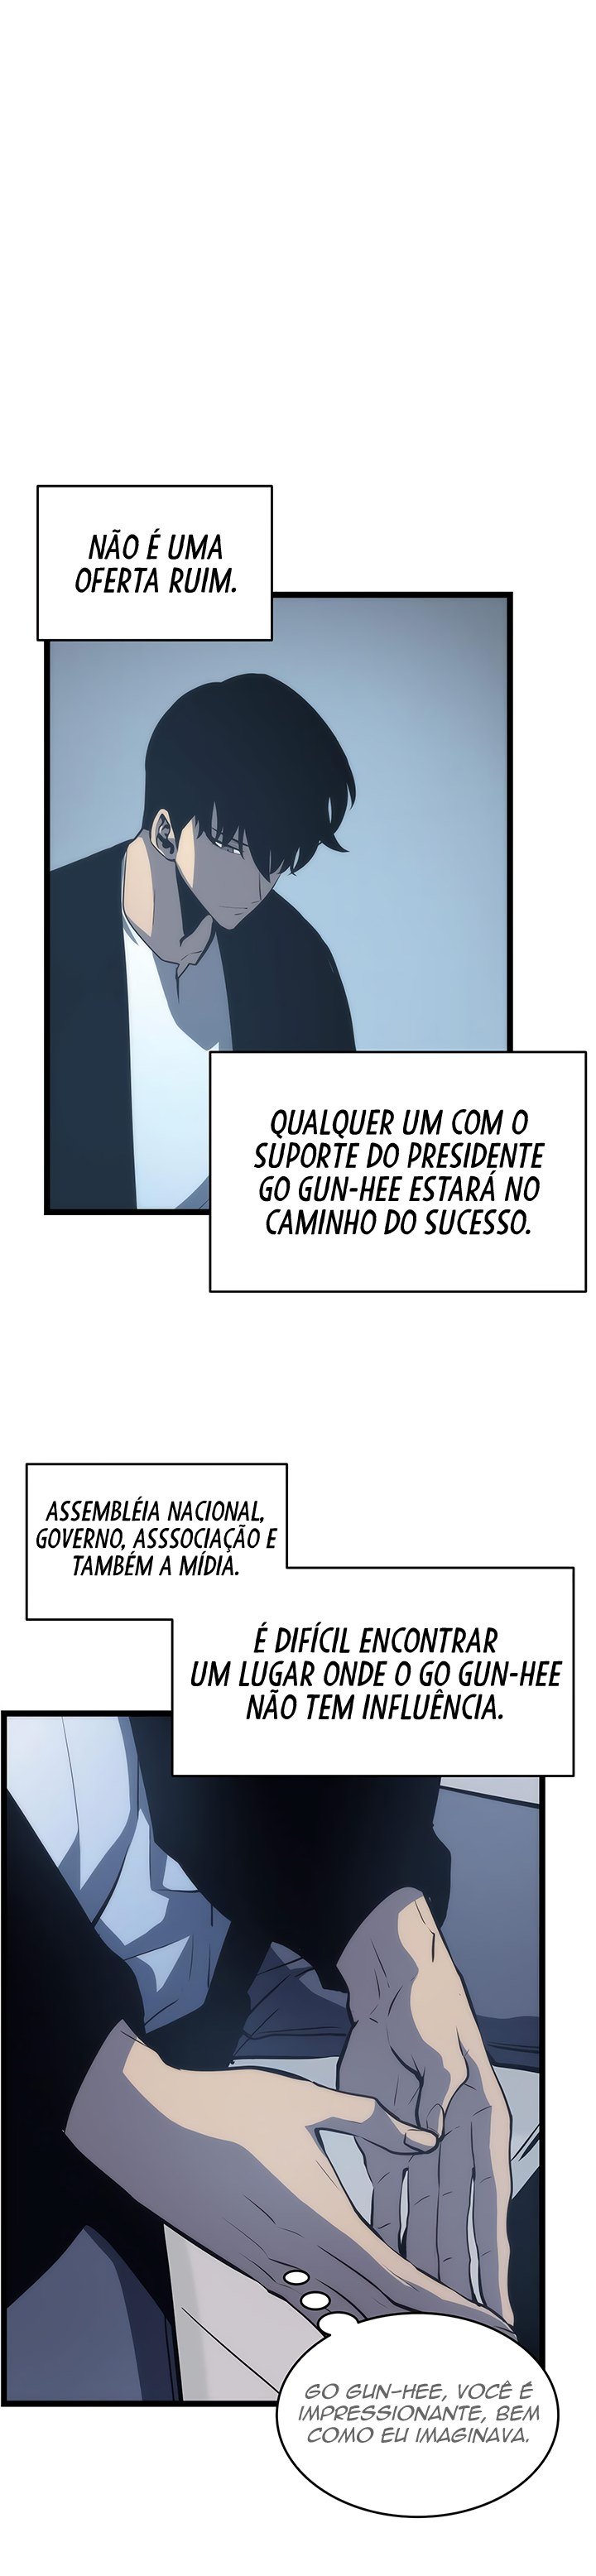 NÃO É UMA
OFERTA RUIM.
QUALQUER UM COM O
SUPORTE DO PRESIDENTE
GO GUN-HEE ESTARÁ NO
CAMINHO DO SUCESSO.
ASSEMBLÉIA NACIONAL,
GOVERNO, ASSSOCIAÇÃO E
TAMBÉM A MÍDIA.
É DIFÍCIL ENCONTRAR
UM LUGAR ONDE O GO GUN-HEE
NÃO TEM INFLUÊNCIA.
GO GUN-HEE, VOCÊ É
IMPRESSIONANTE, BEM
COMO EU IMAGINAVA.